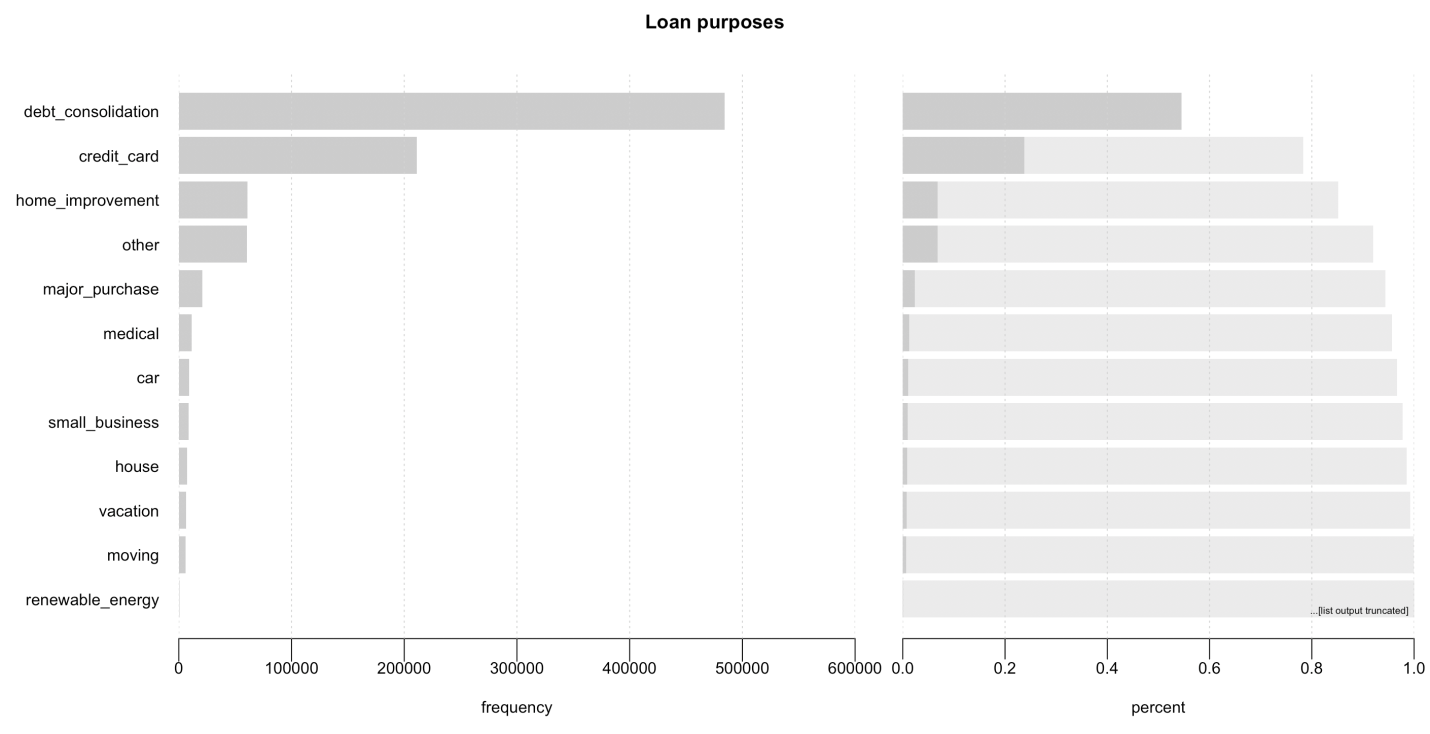 Loan purposes
debt_consolidation
credit_card
home_improvement
other
major_purchase
medical
car
small_business
house
vacation
moving
renewable_energy
...[list output truncated]
0 100000 200000 300000 400000 500000 600000 0.0 0.2 0.4 0.6 0.8 1.0
frequency percent